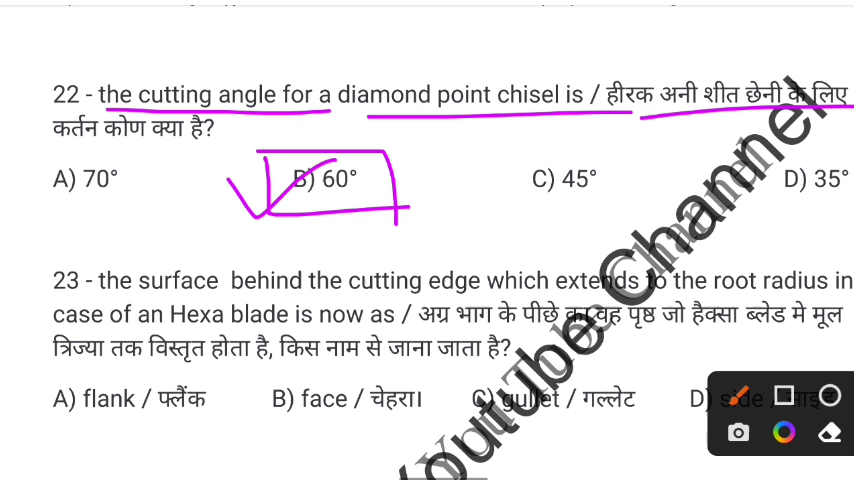 22 - the cutting angle for a diamond point chisel is / हीरक अनी शीत छेनी के लिए
कर्तन कोण क्या है?
A) 70° B) 60° C) 45° D) 35°
23 - the surface behind the cutting edge which extends to the root radius in
case of an Hexa blade is now as / अग्र भाग के पीछे का वह पृष्ठ जो हैक्सा ब्लेड मे मूल
त्रिज्या तक विस्तृत होता है, किस नाम से जाना जाता है?
A) flank / फ्लैंक B) face / चेहरा। C) gullet / गल्लेट D) side / साइड
Youtube Channel